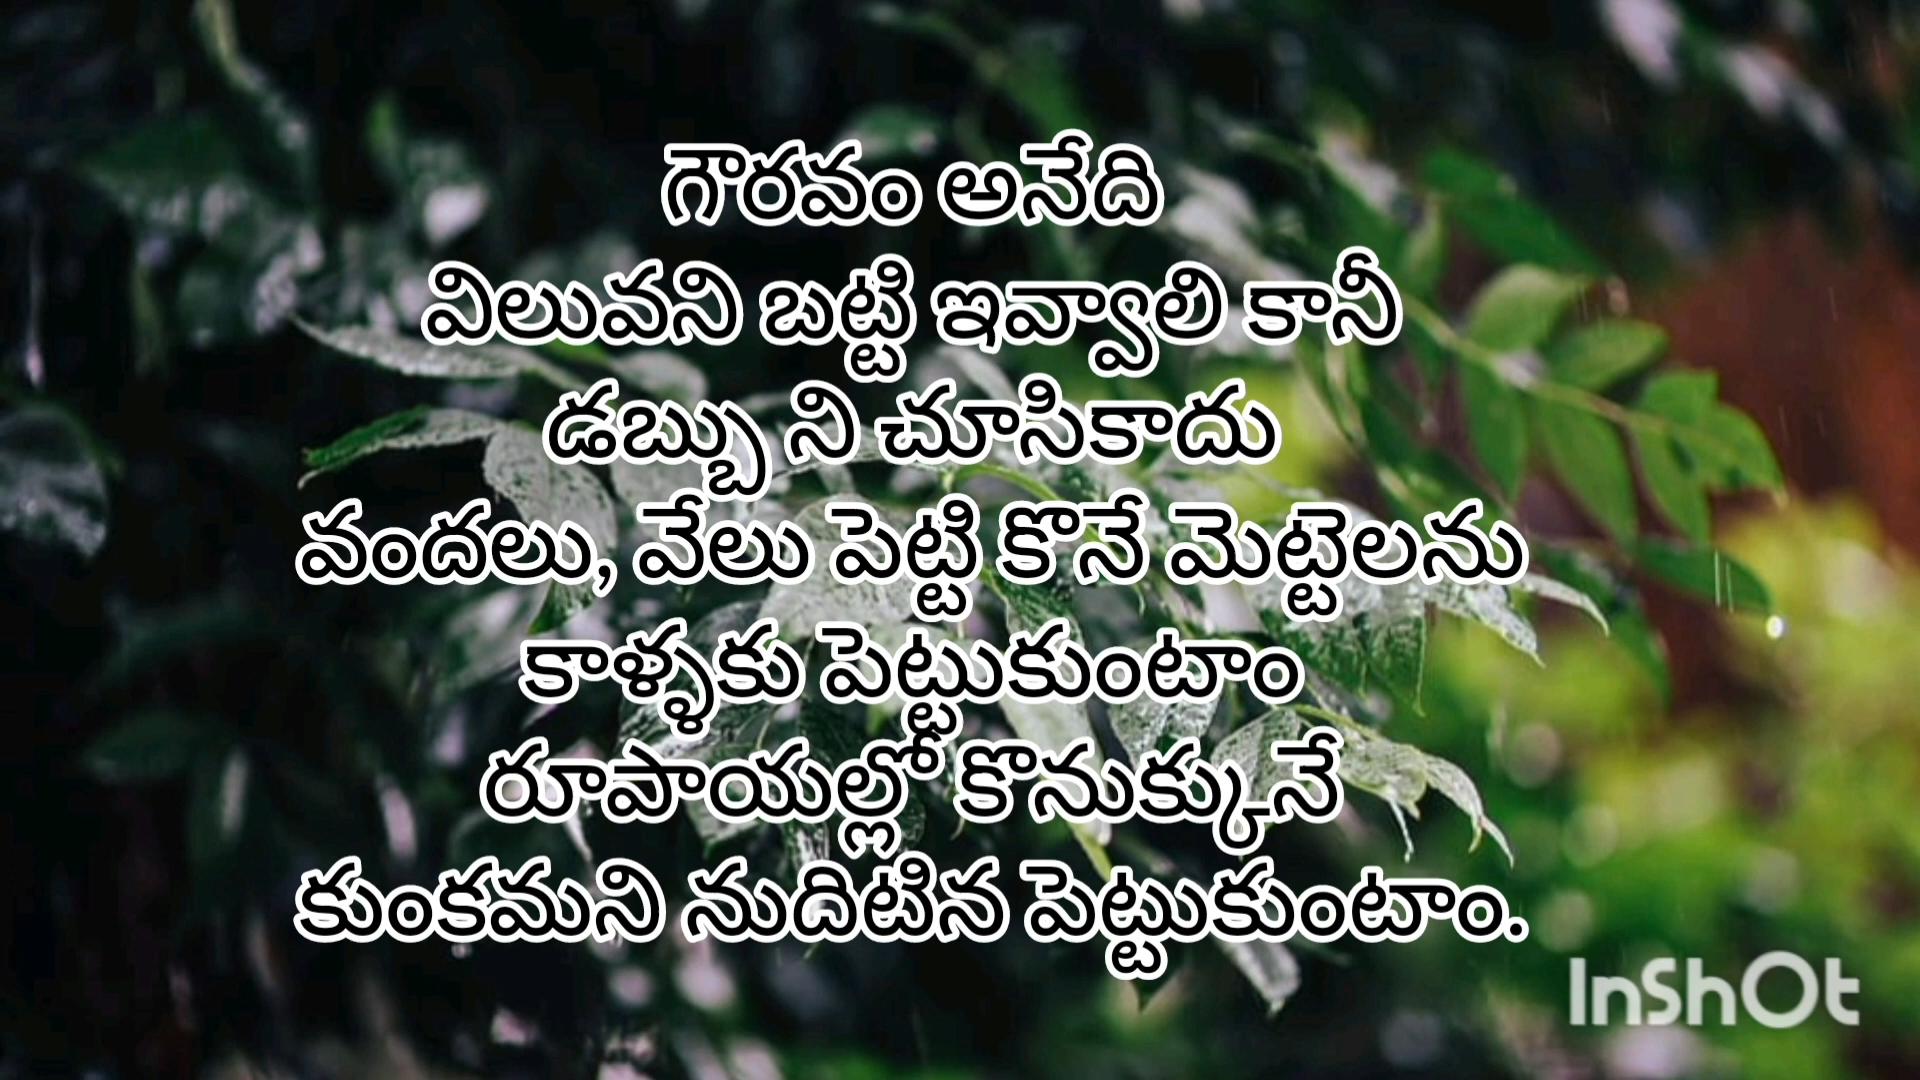 గౌరవం అనేది
విలువని బట్టి ఇవ్వాలి కానీ
డబ్బు ని చూసికాదు
వందలు, వేలు పెట్టి కొనే మెట్టెలను
కాళ్ళకు పెట్టుకుంటాం
రూపాయల్లో కొనుక్కునే
కుంకమని నుదిటిన పెట్టుకుంటాం.
InShOt